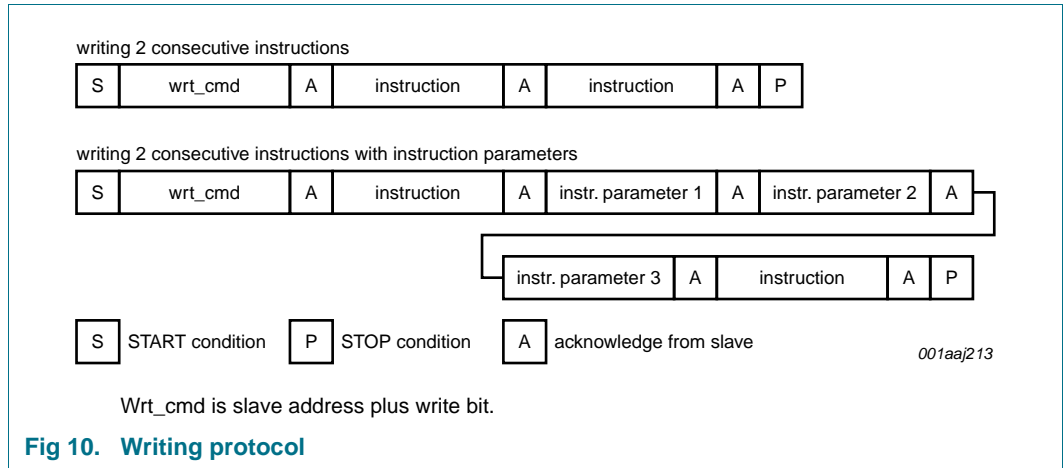 writing 2 consecutive instructions
S wrt_cmd A instruction A instruction A P
writing 2 consecutive instructions with instruction parameters
S wrt_cmd A instruction A instr. parameter 1 A instr. parameter 2 A
instr. parameter 3 A instruction A P
S START condition P STOP condition A acknowledge from slave
001aaj213
Wrt_cmd is slave address plus write bit.
Fig 10. Writing protocol